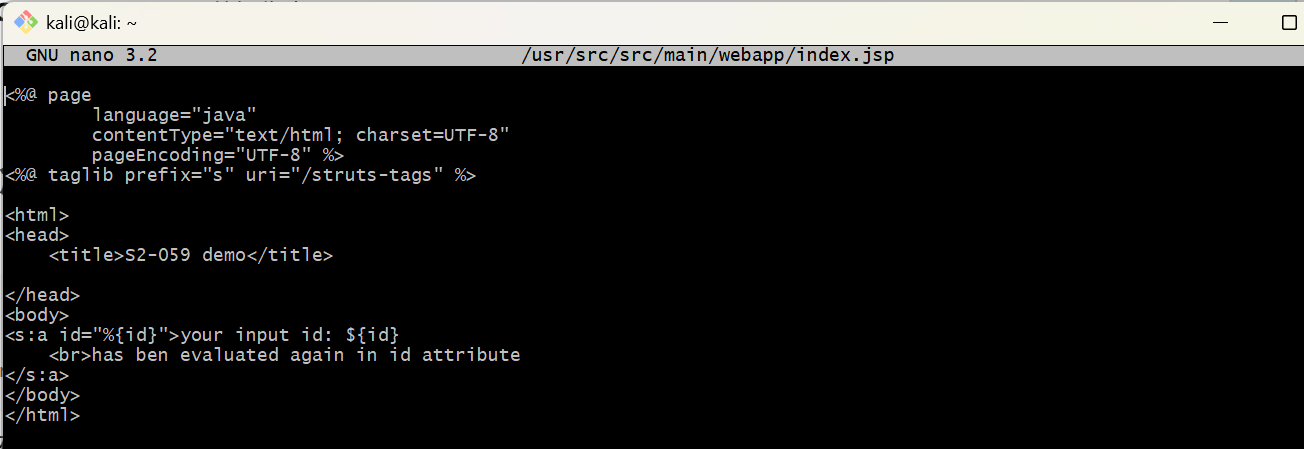 kali@kali: ~
GNU nano 3.2 /usr/src/src/main/webapp/index.jsp
<%@ page
        language="java"
        contentType="text/html; charset=UTF-8"
        pageEncoding="UTF-8" %>
<%@ taglib prefix="s" uri="/struts-tags" %>
<html>
<head>
    <title>S2-059 demo</title>
</head>
<body>
<s:a id="%{id}">your input id: ${id}
    <br>has ben evaluated again in id attribute
</s:a>
</body>
</html>